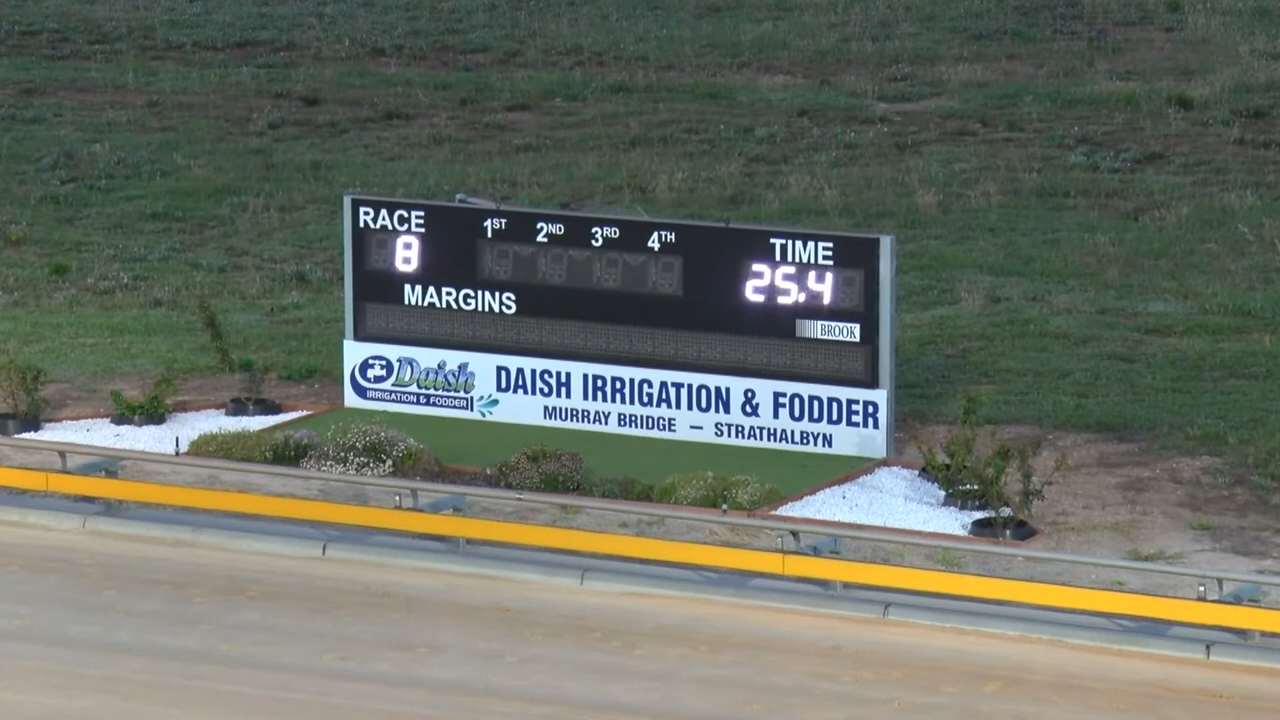 RACE 1ST 2ND 3RD 4TH TIME
8 25.4
MARGINS
BROOK
Daish
IRRIGATION & FODDER
DAISH IRRIGATION & FODDER
MURRAY BRIDGE — STRATHALBYN